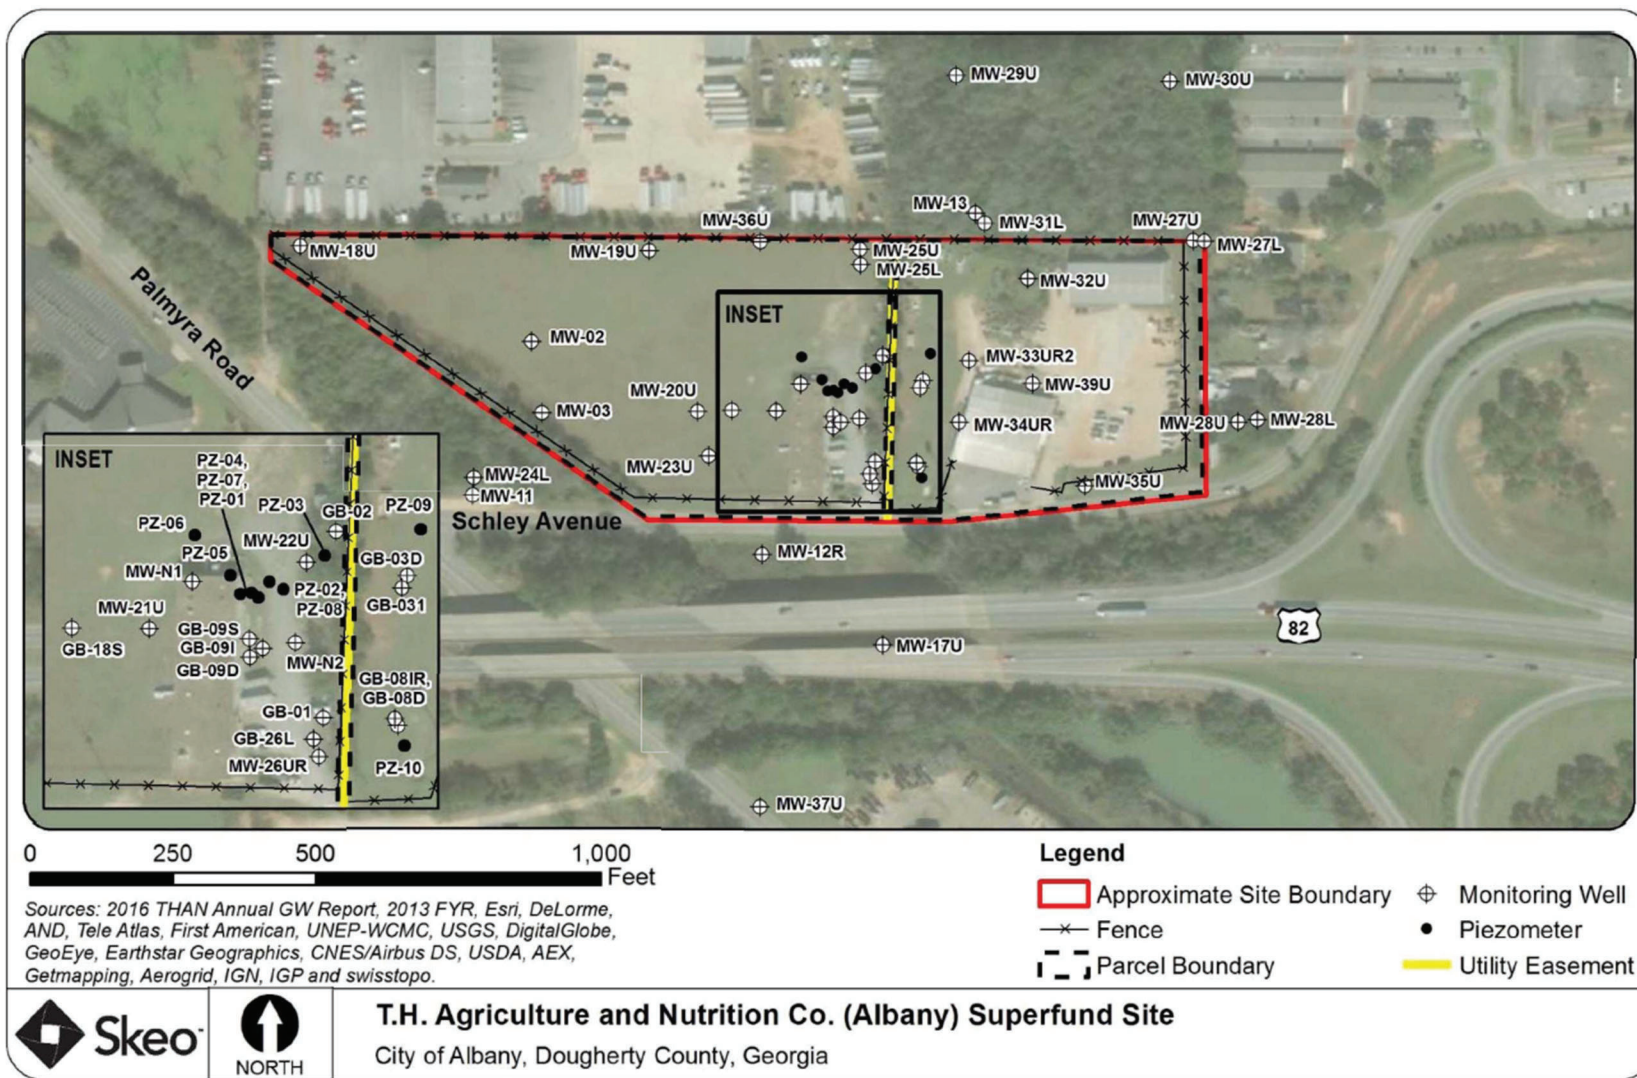 MW-29U
MW-30U
MW-13
MW-31L
MW-36U
MW-27U
MW-18U
MW-19U
MW-25U
MW-27L
MW-25L
MW-32U
Palmyra Road
INSET
MW-02
MW-33UR2
MW-20U
MW-39U
MW-03
MW-28U
MW-28L
MW-34UR
MW-23U
MW-24L
MW-35U
MW-11
Schley Avenue
MW-12R
82
MW-17U
MW-37U
INSET
PZ-04,
PZ-07,
PZ-01
PZ-03
GB-02
PZ-09
PZ-06
MW-22U
PZ-05
GB-03D
MW-N1
PZ-02,
PZ-08
GB-031
MW-21U
GB-18S
GB-09S
GB-09I
GB-09D
MW-N2
GB-08IR,
GB-08D
GB-01
GB-26L
MW-26UR
PZ-10
0 250 500 1,000
Feet
Sources: 2016 THAN Annual GW Report, 2013 FYR, Esri, DeLorme,
AND, Tele Atlas, First American, UNEP-WCMC, USGS, DigitalGlobe,
GeoEye, Earthstar Geographics, CNES/Airbus DS, USDA, AEX,
Getmapping, Aerogrid, IGN, IGP and swisstopo.
Legend
Approximate Site Boundary
Monitoring Well
Fence
Piezometer
Parcel Boundary
Utility Easement
Skeo
NORTH
T.H. Agriculture and Nutrition Co. (Albany) Superfund Site
City of Albany, Dougherty County, Georgia